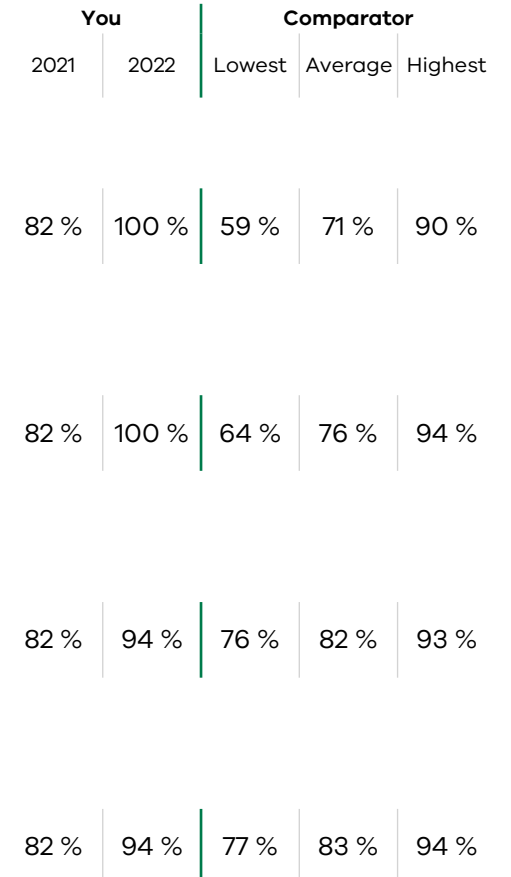 You Comparator
2021 2022 Lowest Average Highest
82 % 100 % 59 % 71 % 90 %
82 % 100 % 64 % 76 % 94 %
82 % 94 % 76 % 82 % 93 %
82 % 94 % 77 % 83 % 94 %